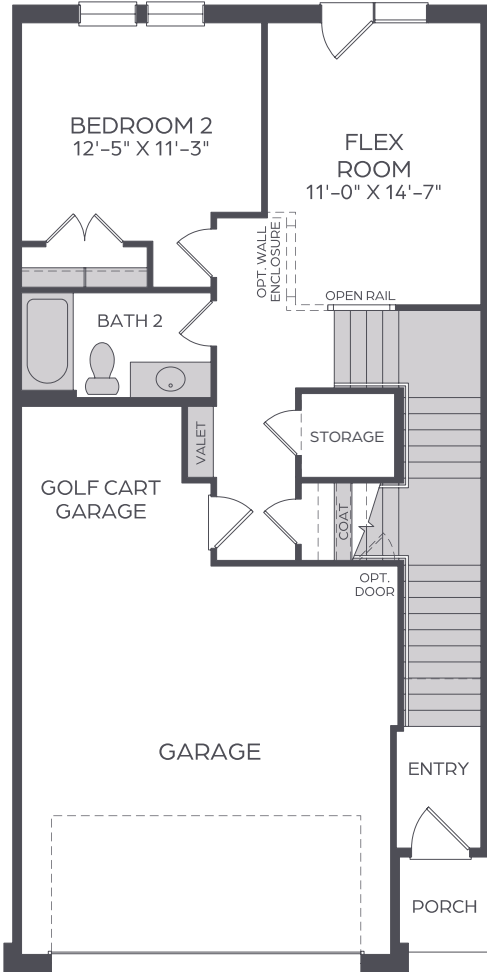 BEDROOM 2
12'-5" X 11'-3"
FLEX
ROOM
11'-0" X 14'-7"
OPT. WALL
ENCLOSURE
OPEN RAIL
BATH 2
VALET
STORAGE
GOLF CART
GARAGE
COAT
OPT.
DOOR
GARAGE
ENTRY
PORCH